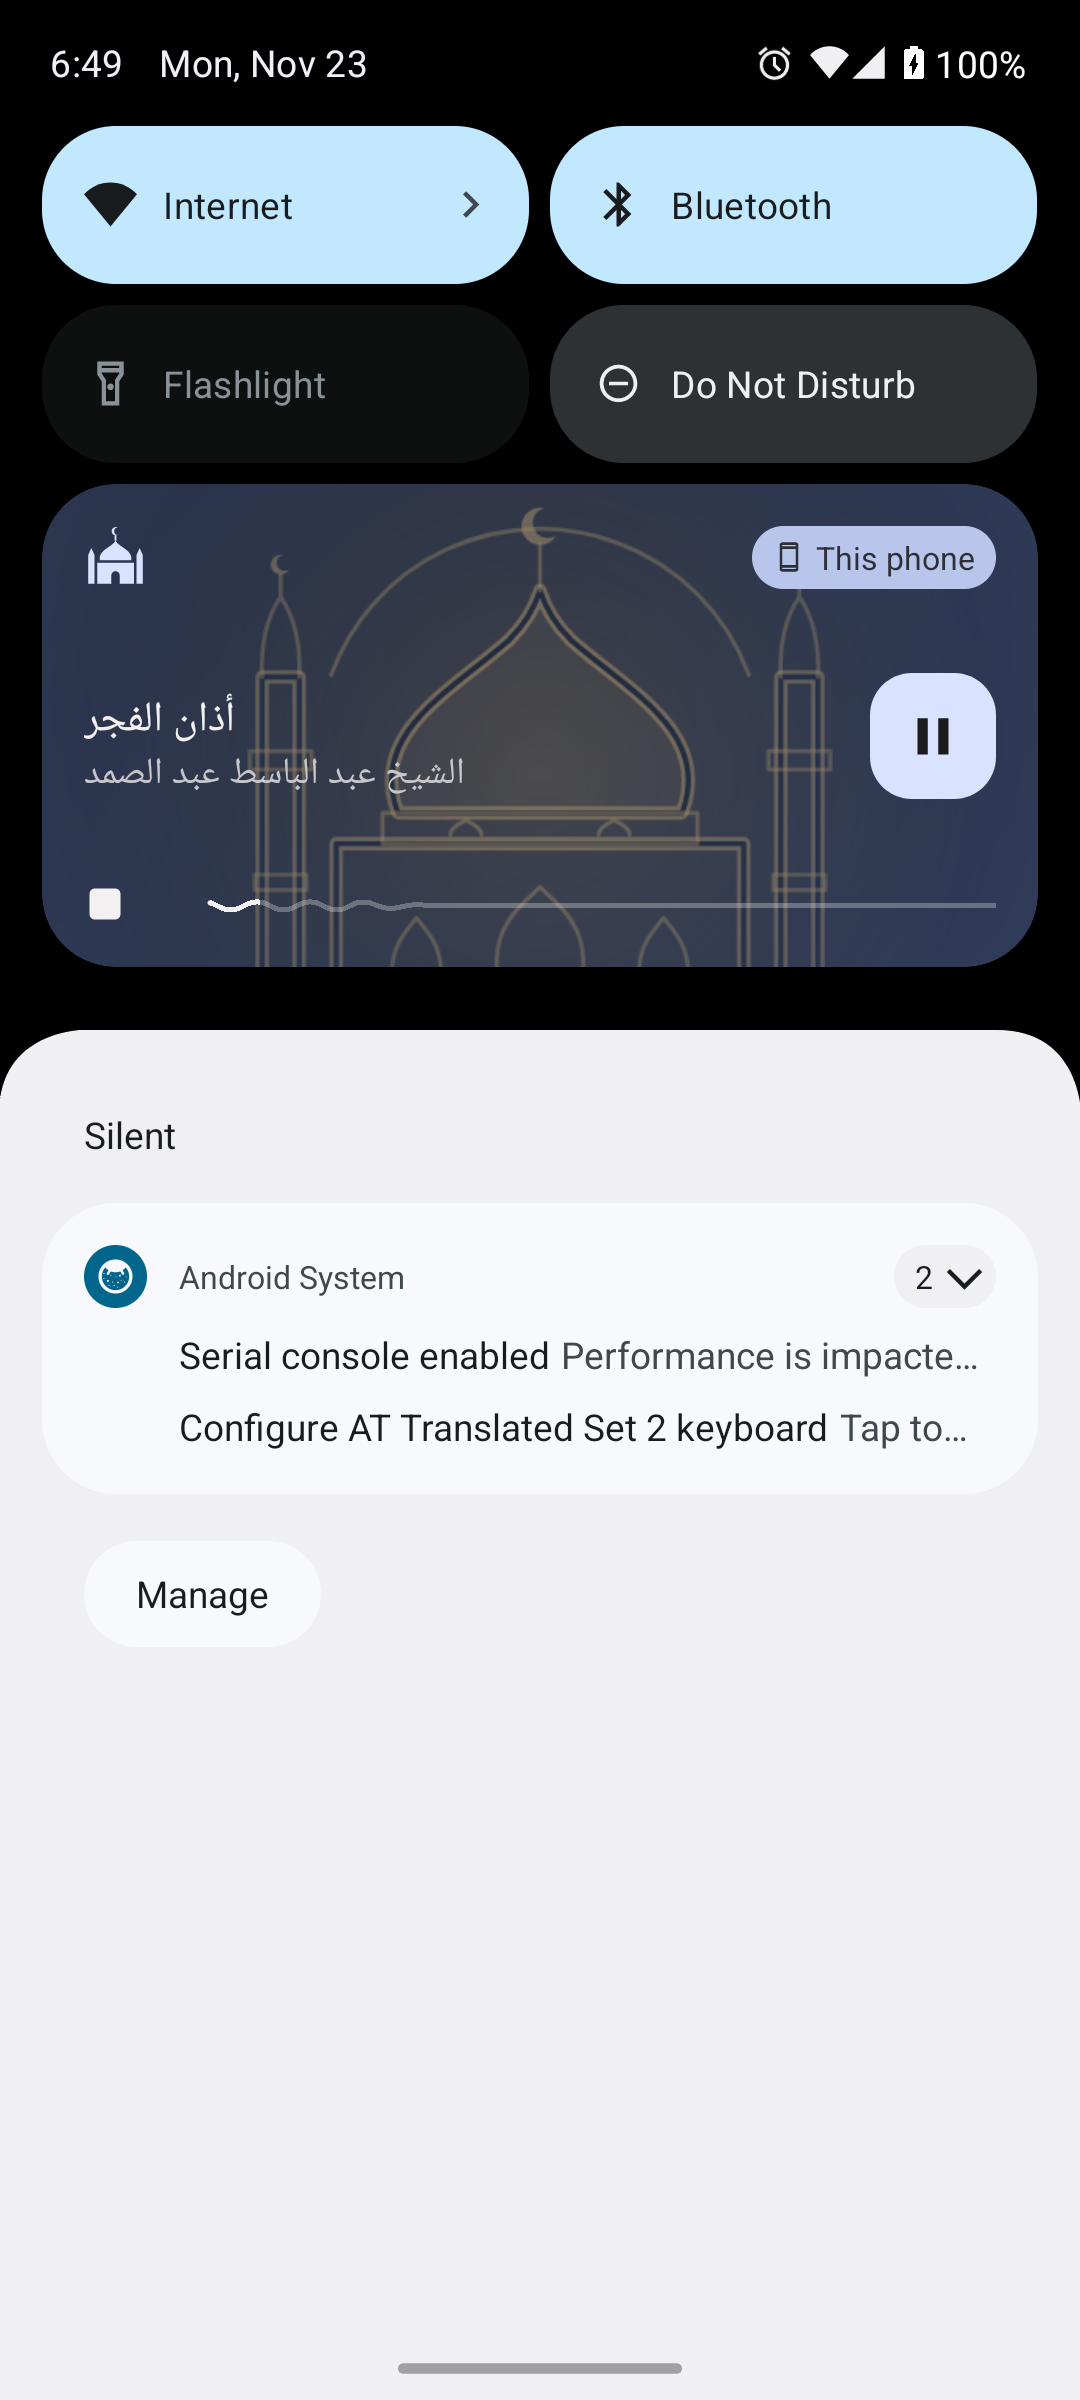 6:49 Mon, Nov 23 100%
Internet
Bluetooth
Flashlight
Do Not Disturb
This phone
أذان الفجر
الشيخ عبد الباسط عبد الصمد
Silent
Android System 2
Serial console enabled Performance is impacte…
Configure AT Translated Set 2 keyboard Tap to…
Manage